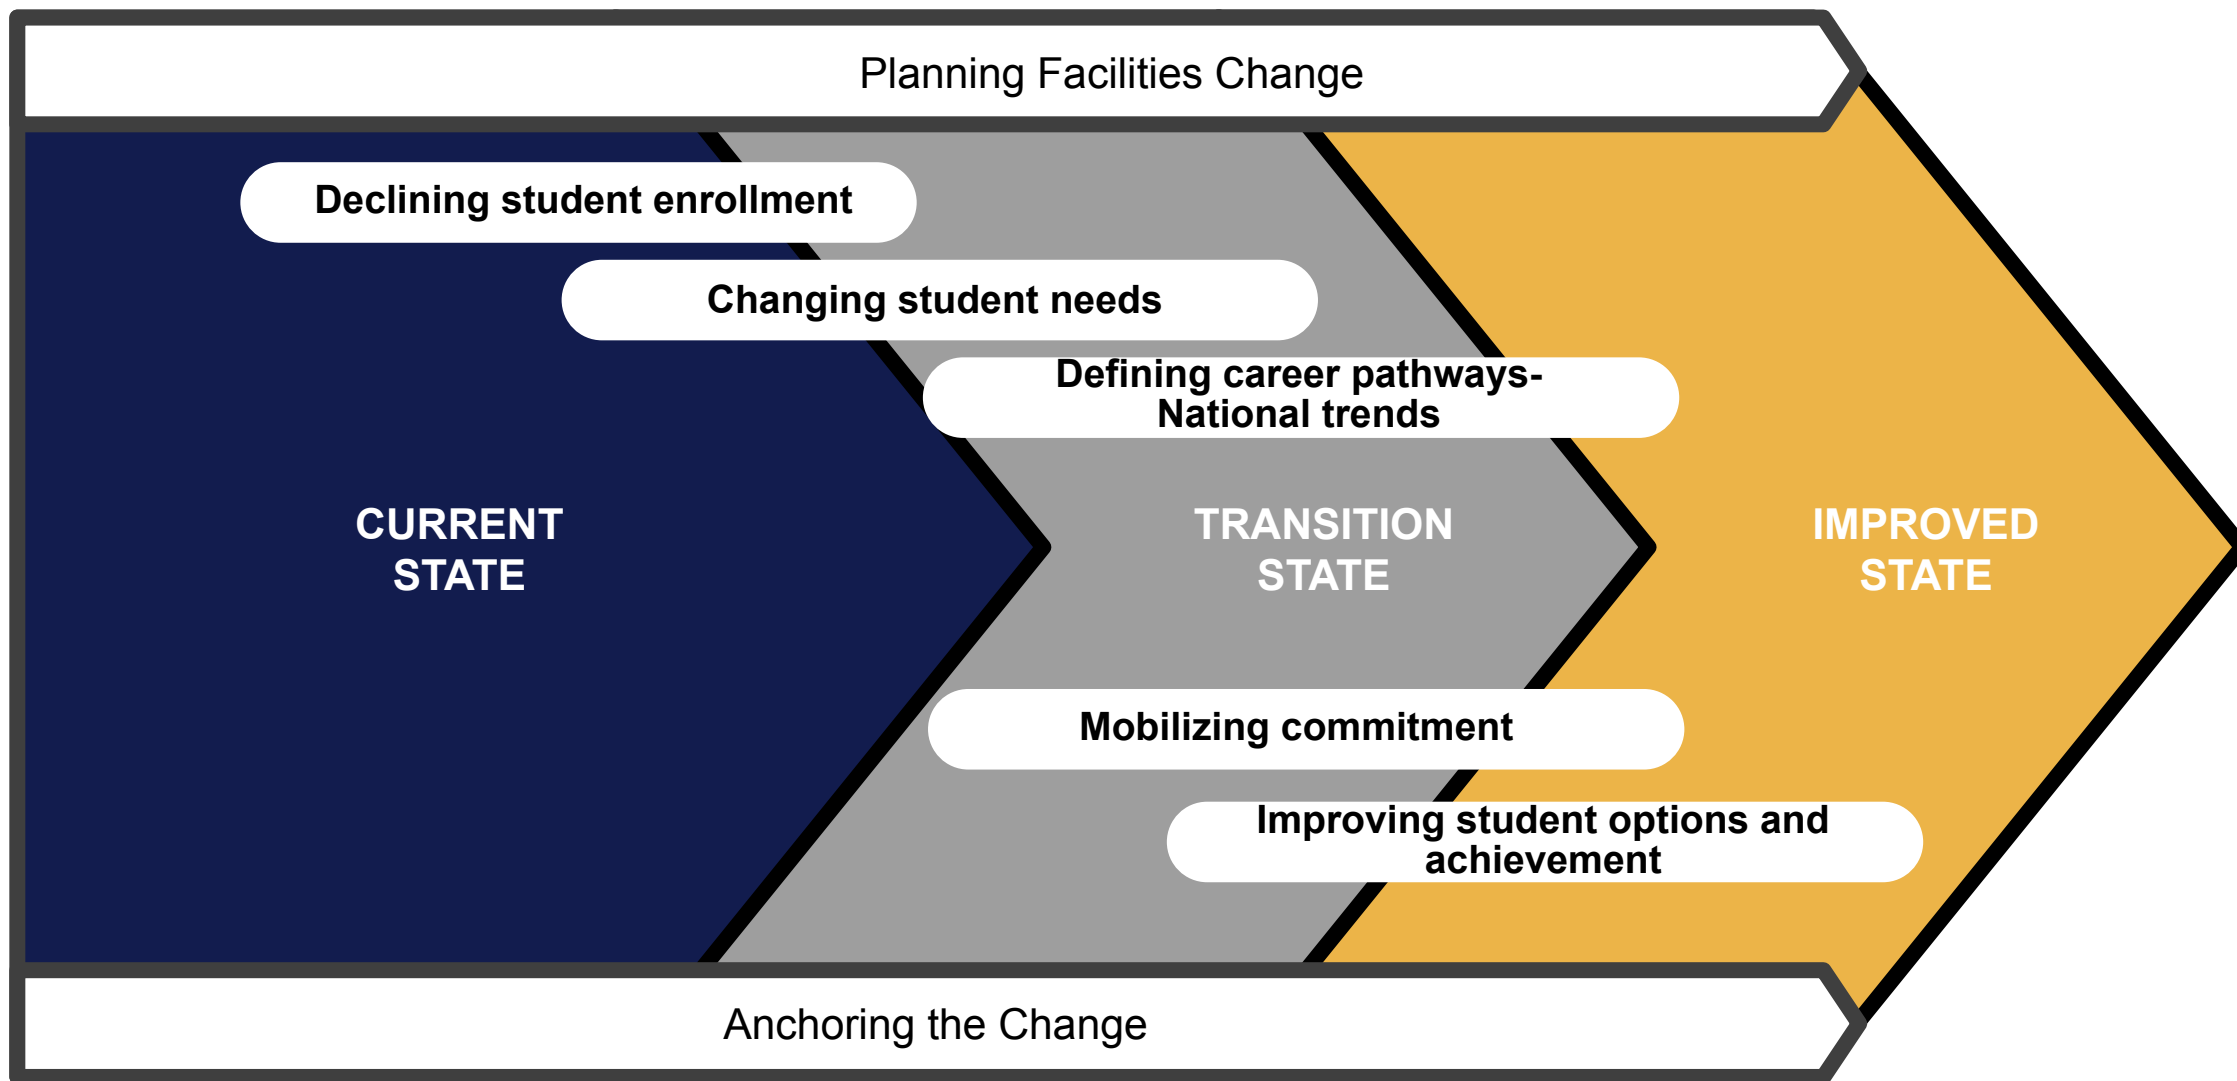 Planning Facilities Change
Declining student enrollment
Changing student needs
Defining career pathways-
National trends
CURRENT
STATE
TRANSITION
STATE
IMPROVED
STATE
Mobilizing commitment
Improving student options and
achievement
Anchoring the Change